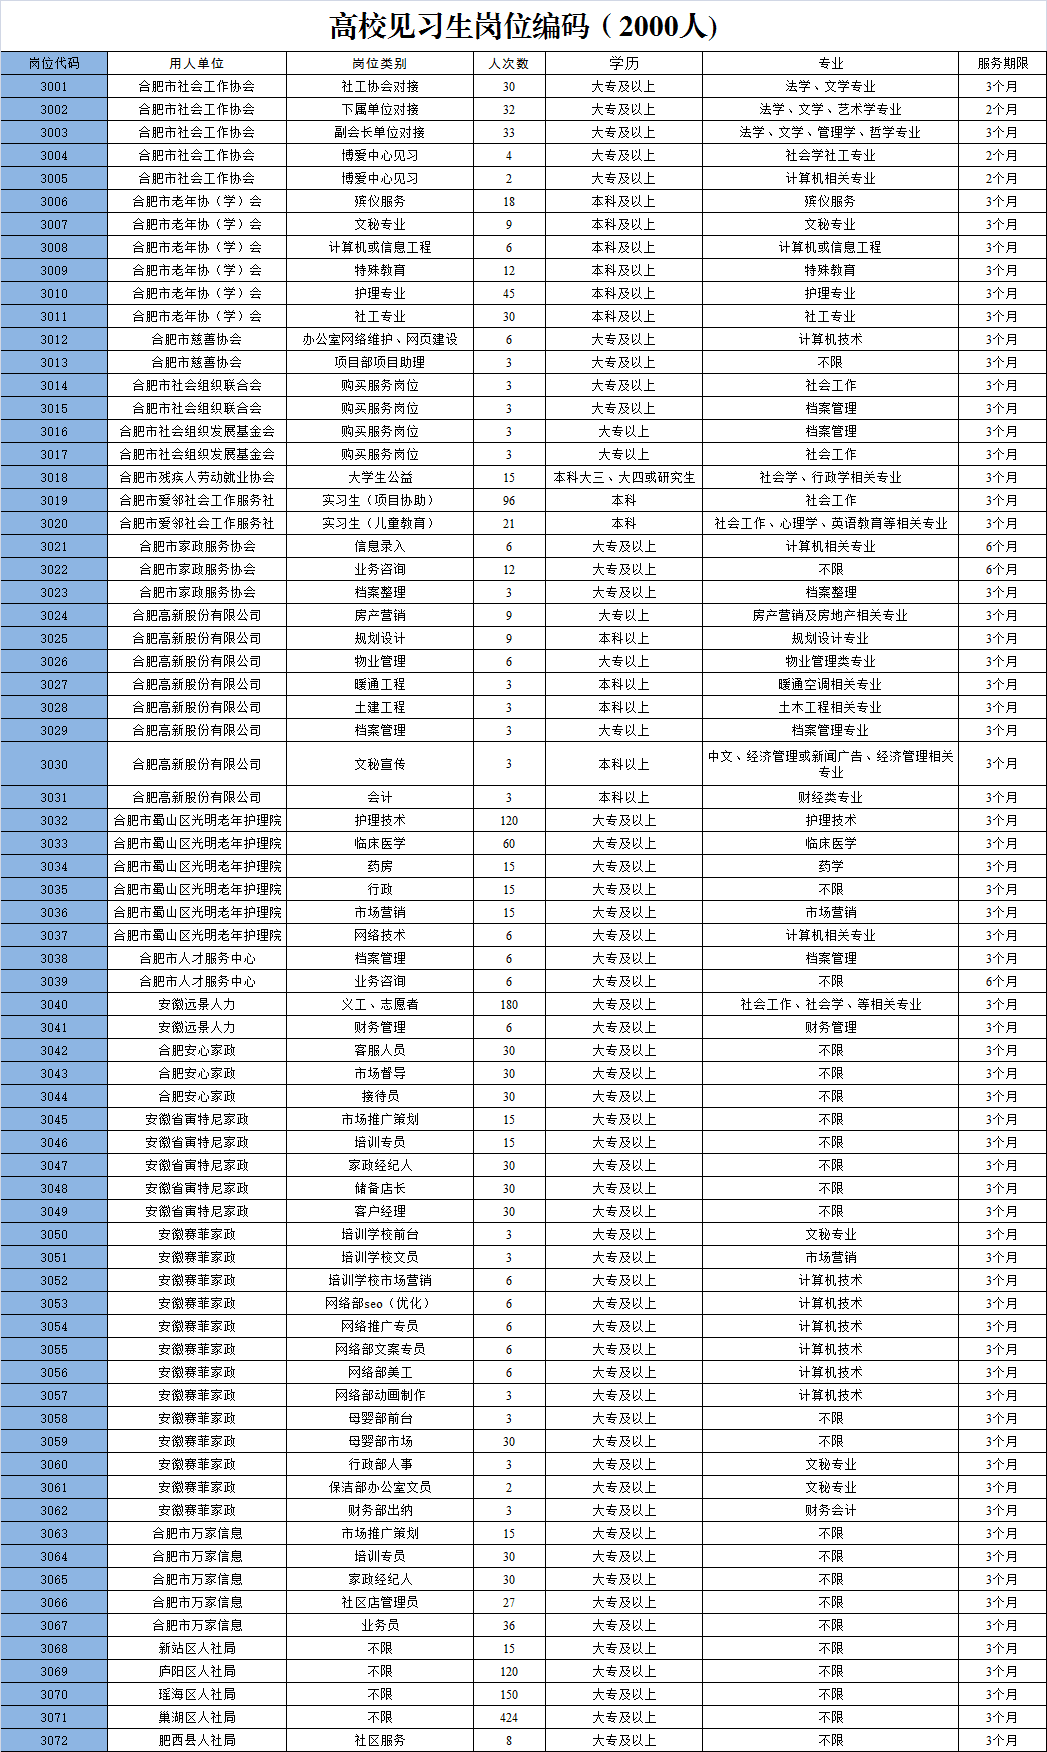 高校见习生岗位编码（2000人)
岗位代码 用人单位 岗位类别 人次数 学历 专业 服务期限
3001 合肥市社会工作协会 社工协会对接 30 大专及以上 法学、文学专业 3个月
3002 合肥市社会工作协会 下属单位对接 32 大专及以上 法学、文学、艺术学专业 2个月
3003 合肥市社会工作协会 副会长单位对接 33 大专及以上 法学、文学、管理学、哲学专业 3个月
3004 合肥市社会工作协会 博爱中心见习 4 大专及以上 社会学社工专业 2个月
3005 合肥市社会工作协会 博爱中心见习 2 大专及以上 计算机相关专业 2个月
3006 合肥市老年协（学）会 殡仪服务 18 本科及以上 殡仪服务 3个月
3007 合肥市老年协（学）会 文秘专业 9 本科及以上 文秘专业 3个月
3008 合肥市老年协（学）会 计算机或信息工程 6 本科及以上 计算机或信息工程 3个月
3009 合肥市老年协（学）会 特殊教育 12 本科及以上 特殊教育 3个月
3010 合肥市老年协（学）会 护理专业 45 本科及以上 护理专业 3个月
3011 合肥市老年协（学）会 社工专业 30 本科及以上 社工专业 3个月
3012 合肥市慈善协会 办公室网络维护、网页建设 6 大专及以上 计算机技术 3个月
3013 合肥市慈善协会 项目部项目助理 3 大专及以上 不限 3个月
3014 合肥市社会组织联合会 购买服务岗位 3 大专及以上 社会工作 3个月
3015 合肥市社会组织联合会 购买服务岗位 3 大专及以上 档案管理 3个月
3016 合肥市社会组织发展基金会 购买服务岗位 3 大专以上 档案管理 3个月
3017 合肥市社会组织发展基金会 购买服务岗位 3 大专以上 社会工作 3个月
3018 合肥市残疾人劳动就业协会 大学生公益 15 本科大三、大四或研究生 社会学、行政学相关专业 3个月
3019 合肥市爱邻社会工作服务社 实习生（项目协助） 96 本科 社会工作 3个月
3020 合肥市爱邻社会工作服务社 实习生（儿童教育） 21 本科 社会工作、心理学、英语教育等相关专业 3个月
3021 合肥市家政服务协会 信息录入 6 大专及以上 计算机相关专业 6个月
3022 合肥市家政服务协会 业务咨询 12 大专及以上 不限 6个月
3023 合肥市家政服务协会 档案整理 3 大专及以上 档案整理 3个月
3024 合肥高新股份有限公司 房产营销 9 大专以上 房产营销及房地产相关专业 3个月
3025 合肥高新股份有限公司 规划设计 9 本科以上 规划设计专业 3个月
3026 合肥高新股份有限公司 物业管理 6 大专以上 物业管理类专业 3个月
3027 合肥高新股份有限公司 暖通工程 3 本科以上 暖通空调相关专业 3个月
3028 合肥高新股份有限公司 土建工程 3 本科以上 土木工程相关专业 3个月
3029 合肥高新股份有限公司 档案管理 3 大专以上 档案管理专业 3个月
3030 合肥高新股份有限公司 文秘宣传 3 本科以上 中文、经济管理或新闻广告、经济管理相关专业 3个月
3031 合肥高新股份有限公司 会计 3 本科以上 财经类专业 3个月
3032 合肥市蜀山区光明老年护理院 护理技术 120 大专及以上 护理技术 3个月
3033 合肥市蜀山区光明老年护理院 临床医学 60 大专及以上 临床医学 3个月
3034 合肥市蜀山区光明老年护理院 药房 15 大专及以上 药学 3个月
3035 合肥市蜀山区光明老年护理院 行政 15 大专及以上 不限 3个月
3036 合肥市蜀山区光明老年护理院 市场营销 15 大专及以上 市场营销 3个月
3037 合肥市蜀山区光明老年护理院 网络技术 6 大专及以上 计算机相关专业 3个月
3038 合肥市人才服务中心 档案管理 6 大专及以上 档案管理 3个月
3039 合肥市人才服务中心 业务咨询 6 大专及以上 不限 6个月
3040 安徽远景人力 义工、志愿者 180 大专及以上 社会工作、社会学、等相关专业 3个月
3041 安徽远景人力 财务管理 6 大专及以上 财务管理 3个月
3042 合肥安心家政 客服人员 30 大专及以上 不限 3个月
3043 合肥安心家政 市场督导 30 大专及以上 不限 3个月
3044 合肥安心家政 接待员 30 大专及以上 不限 3个月
3045 安徽省寅特尼家政 市场推广策划 15 大专及以上 不限 3个月
3046 安徽省寅特尼家政 培训专员 15 大专及以上 不限 3个月
3047 安徽省寅特尼家政 家政经纪人 30 大专及以上 不限 3个月
3048 安徽省寅特尼家政 储备店长 30 大专及以上 不限 3个月
3049 安徽省寅特尼家政 客户经理 30 大专及以上 不限 3个月
3050 安徽赛菲家政 培训学校前台 3 大专及以上 文秘专业 3个月
3051 安徽赛菲家政 培训学校文员 3 大专及以上 市场营销 3个月
3052 安徽赛菲家政 培训学校市场营销 6 大专及以上 计算机技术 3个月
3053 安徽赛菲家政 网络部seo（优化） 6 大专及以上 计算机技术 3个月
3054 安徽赛菲家政 网络推广专员 6 大专及以上 计算机技术 3个月
3055 安徽赛菲家政 网络部文案专员 6 大专及以上 计算机技术 3个月
3056 安徽赛菲家政 网络部美工 6 大专及以上 计算机技术 3个月
3057 安徽赛菲家政 网络部动画制作 3 大专及以上 计算机技术 3个月
3058 安徽赛菲家政 母婴部前台 3 大专及以上 不限 3个月
3059 安徽赛菲家政 母婴部市场 30 大专及以上 不限 3个月
3060 安徽赛菲家政 行政部人事 3 大专及以上 文秘专业 3个月
3061 安徽赛菲家政 保洁部办公室文员 2 大专及以上 文秘专业 3个月
3062 安徽赛菲家政 财务部出纳 3 大专及以上 财务会计 3个月
3063 合肥市万家信息 市场推广策划 15 大专及以上 不限 3个月
3064 合肥市万家信息 培训专员 30 大专及以上 不限 3个月
3065 合肥市万家信息 家政经纪人 30 大专及以上 不限 3个月
3066 合肥市万家信息 社区店管理员 27 大专及以上 不限 3个月
3067 合肥市万家信息 业务员 36 大专及以上 不限 3个月
3068 新站区人社局 不限 15 大专及以上 不限 3个月
3069 庐阳区人社局 不限 120 大专及以上 不限 3个月
3070 瑶海区人社局 不限 150 大专及以上 不限 3个月
3071 巢湖区人社局 不限 424 大专及以上 不限 3个月
3072 肥西县人社局 社区服务 8 大专及以上 不限 3个月